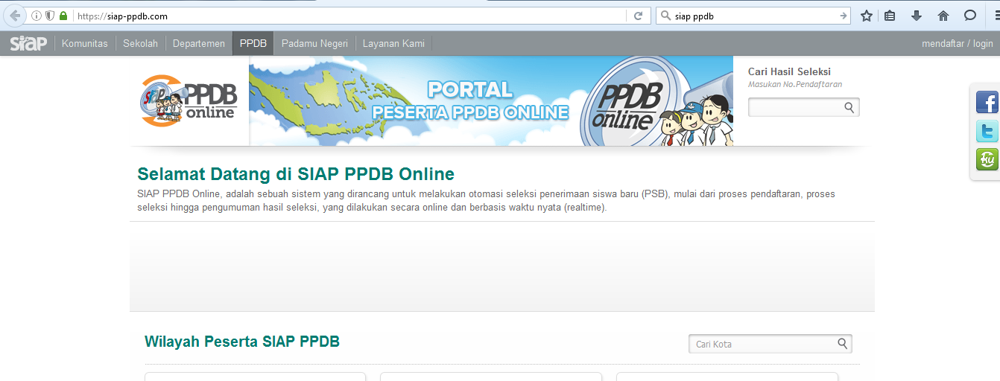 https://siap-ppdb.com
siap ppdb
SIAP
Komunitas
Sekolah
Departemen
PPDB
Padamu Negeri
Layanan Kami
mendaftar / login
SIAP PPDB
online
PORTAL
PESERTA PPDB ONLINE
PPDB
online
Cari Hasil Seleksi
Masukan No.Pendaftaran
f
t
ku
Selamat Datang di SIAP PPDB Online
SIAP PPDB Online, adalah sebuah sistem yang dirancang untuk melakukan otomasi seleksi penerimaan siswa baru (PSB), mulai dari proses pendaftaran, proses
seleksi hingga pengumuman hasil seleksi, yang dilakukan secara online dan berbasis waktu nyata (realtime).
Wilayah Peserta SIAP PPDB
Cari Kota